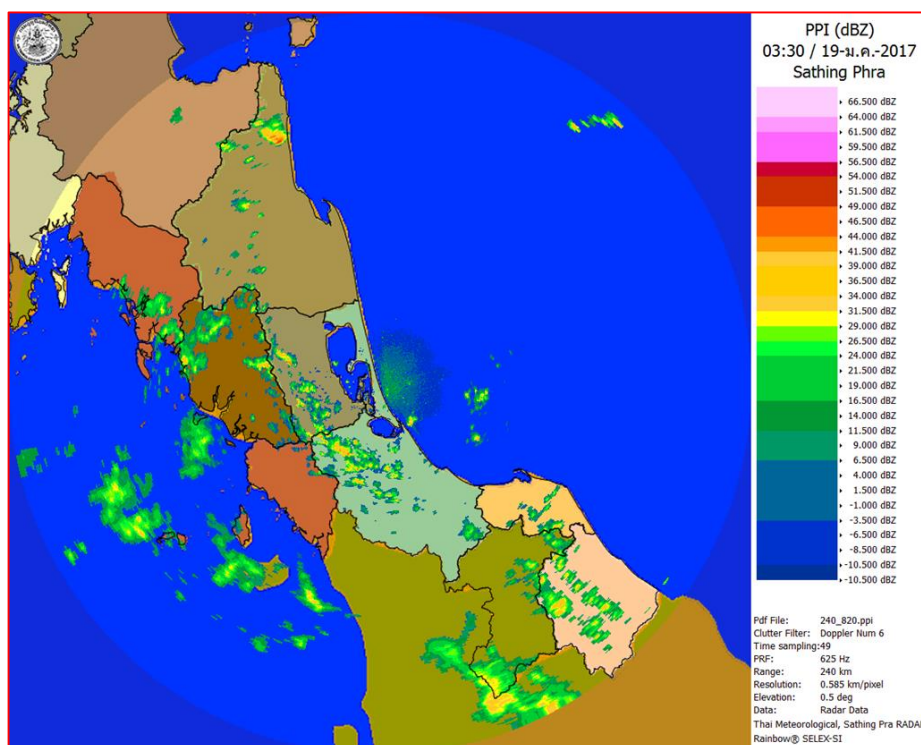 PPI (dBZ)
03:30 / 19-ม.ค.-2017
Sathing Phra
66.500 dBZ
64.000 dBZ
61.500 dBZ
59.500 dBZ
56.500 dBZ
54.000 dBZ
51.500 dBZ
49.000 dBZ
46.500 dBZ
44.000 dBZ
41.500 dBZ
39.000 dBZ
36.500 dBZ
34.000 dBZ
31.500 dBZ
29.000 dBZ
26.500 dBZ
24.000 dBZ
21.500 dBZ
19.000 dBZ
16.500 dBZ
14.000 dBZ
11.500 dBZ
9.000 dBZ
6.500 dBZ
4.000 dBZ
1.500 dBZ
-1.000 dBZ
-3.500 dBZ
-6.500 dBZ
-8.500 dBZ
-10.500 dBZ
Pdf File: 240_820.ppi
Clutter Filter: Doppler Num 6
Time sampling:49
PRF: 625 Hz
Range: 240 km
Resolution: 0.585 km/pixel
Elevation: 0.5 deg
Data: Radar Data
Thai Meteorological, Sathing Pra RADA
Rainbow® SELEX-SI